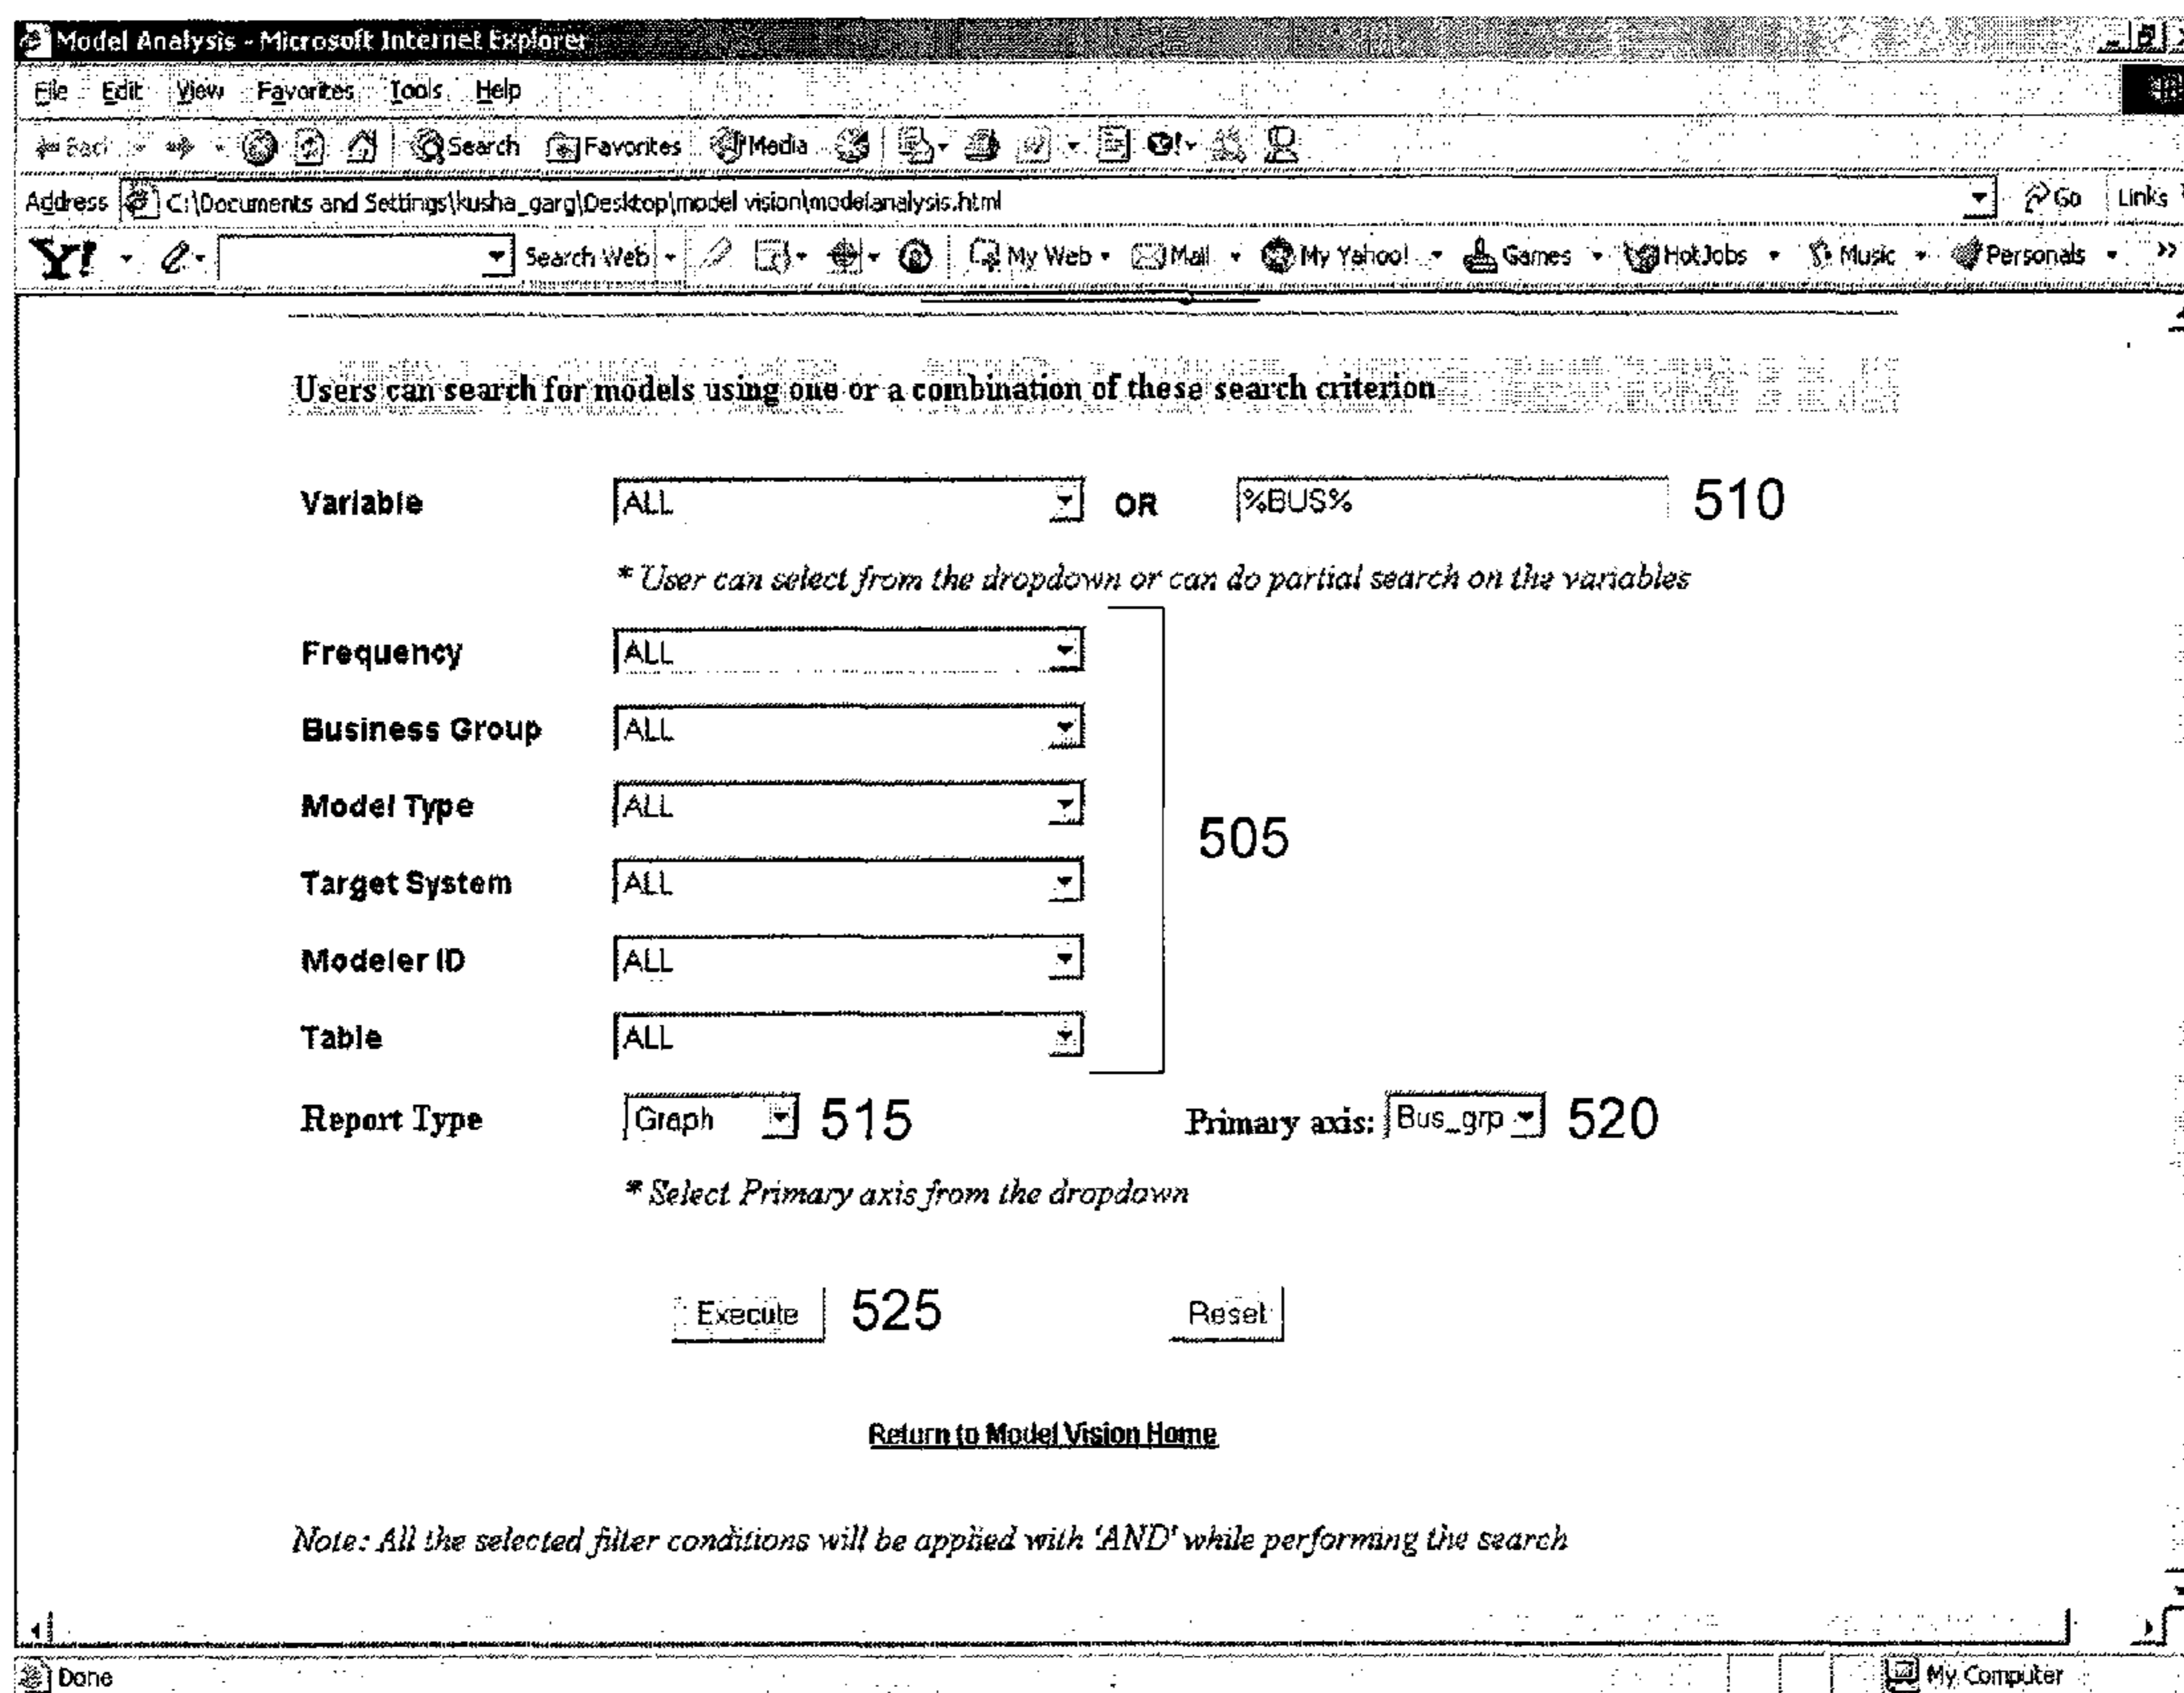 Model Analysis - Microsoft Internet Explorer
File Edit View Favorites Tools Help
Back Search Favorites Media
Address C:\Documents and Settings\kusha_garg\Desktop\model vision\modelanalysis.html Go Links
Y! Search Web My Web Mail My Yahoo! Games HotJobs Music Personals »
Users can search for models using one or a combination of these search criterion
Variable ALL OR %BUS% 510
* User can select from the dropdown or can do partial search on the variables
Frequency ALL
Business Group ALL
Model Type ALL
505
Target System ALL
Modeler ID ALL
Table ALL
Report Type Graph 515 Primary axis: Bus_grp 520
* Select Primary axis from the dropdown
Execute 525 Reset
Return to Model Vision Home
Note: All the selected filter conditions will be applied with 'AND' while performing the search
Done My Computer